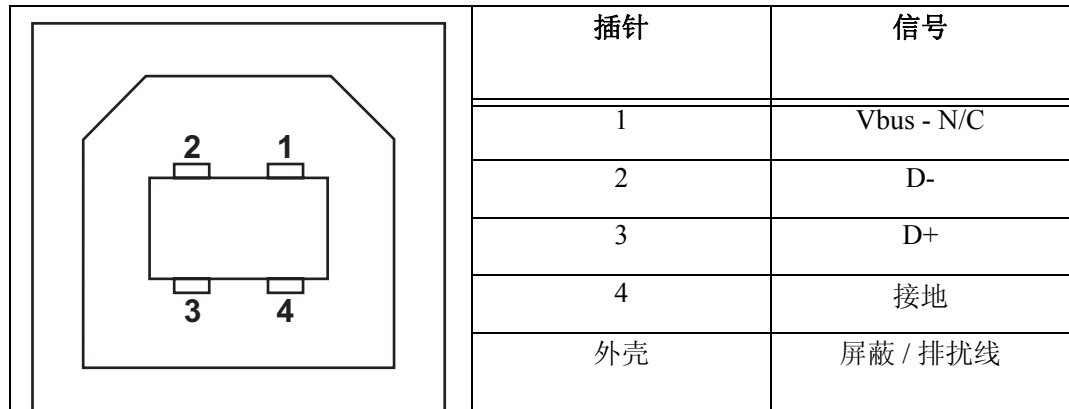 2 1
3 4
插针 信号
1 Vbus - N/C
2 D-
3 D+
4 接地
外壳 屏蔽 / 排扰线